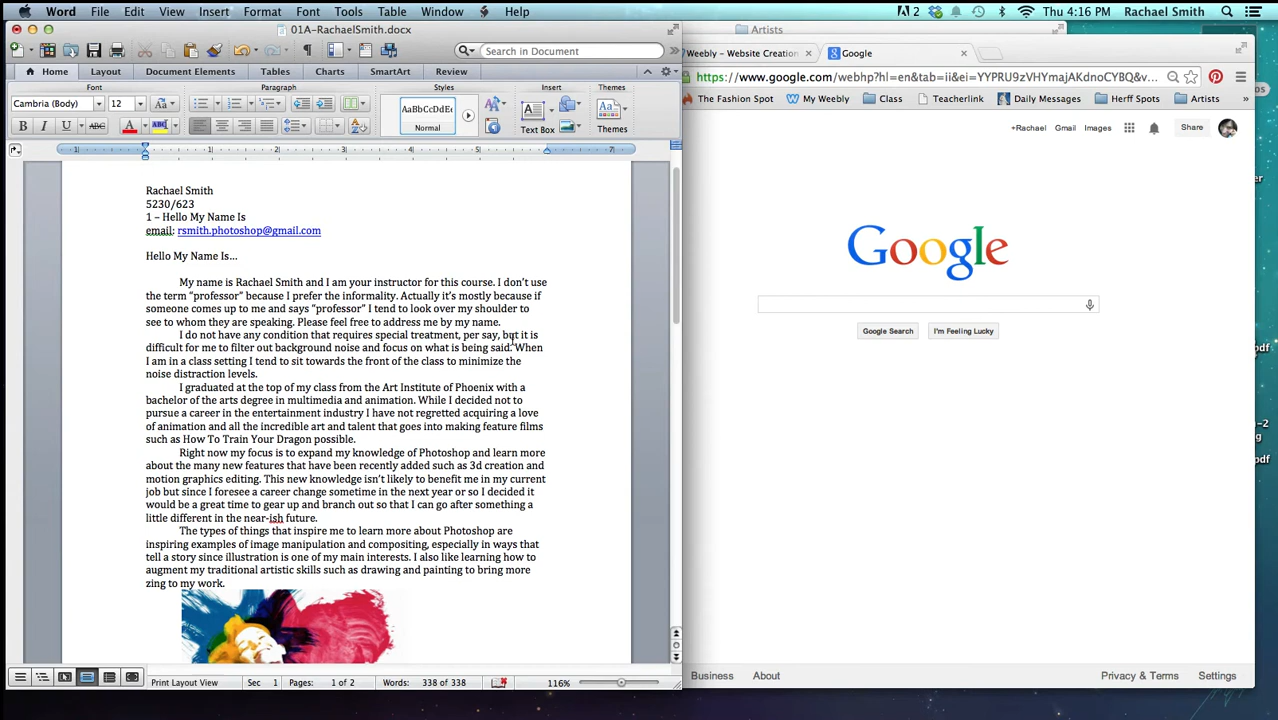 Word File Edit View Insert Format Font Tools Table Window Help 2 Thu 4:16 PM Rachael Smith
01A-RachaelSmith.docx
Artists
Search in Document
Weebly - Website Creation
Google
Home Layout Document Elements Tables Charts SmartArt Review
https://www.google.com/webhp?hl=en&tab=ii&ei=YYPRU9zVHYmajAKdnoCYBQ&v...
Font Paragraph Styles Insert Themes
The Fashion Spot My Weebly Class Teacherlink Daily Messages Herff Spots Artists »
Cambria (Body) 12 Aa AaBbCcDdEe
B I U ABC A ABC Normal Text Box Themes
+Rachael Gmail Images Share
1 1 2 3 4 5 7
Rachael Smith
5230/623
1 – Hello My Name Is
email: rsmith.photoshop@gmail.com
Hello My Name Is...
My name is Rachael Smith and I am your instructor for this course. I don't use
the term "professor" because I prefer the informality. Actually it's mostly because if
someone comes up to me and says "professor" I tend to look over my shoulder to
see to whom they are speaking. Please feel free to address me by my name.
I do not have any condition that requires special treatment, per say, but it is
difficult for me to filter out background noise and focus on what is being said. When
I am in a class setting I tend to sit towards the front of the class to minimize the
noise distraction levels.
I graduated at the top of my class from the Art Institute of Phoenix with a
bachelor of the arts degree in multimedia and animation. While I decided not to
pursue a career in the entertainment industry I have not regretted acquiring a love
of animation and all the incredible art and talent that goes into making feature films
such as How To Train Your Dragon possible.
Right now my focus is to expand my knowledge of Photoshop and learn more
about the many new features that have been recently added such as 3d creation and
motion graphics editing. This new knowledge isn't likely to benefit me in my current
job but since I foresee a career change sometime in the next year or so I decided it
would be a great time to gear up and branch out so that I can go after something a
little different in the near-ish future.
The types of things that inspire me to learn more about Photoshop are
inspiring examples of image manipulation and compositing, especially in ways that
tell a story since illustration is one of my main interests. I also like learning how to
augment my traditional artistic skills such as drawing and painting to bring more
zing to my work.
Google
Google Search I'm Feeling Lucky
Business About Privacy & Terms Settings
Print Layout View Sec 1 Pages: 1 of 2 Words: 338 of 338 116%